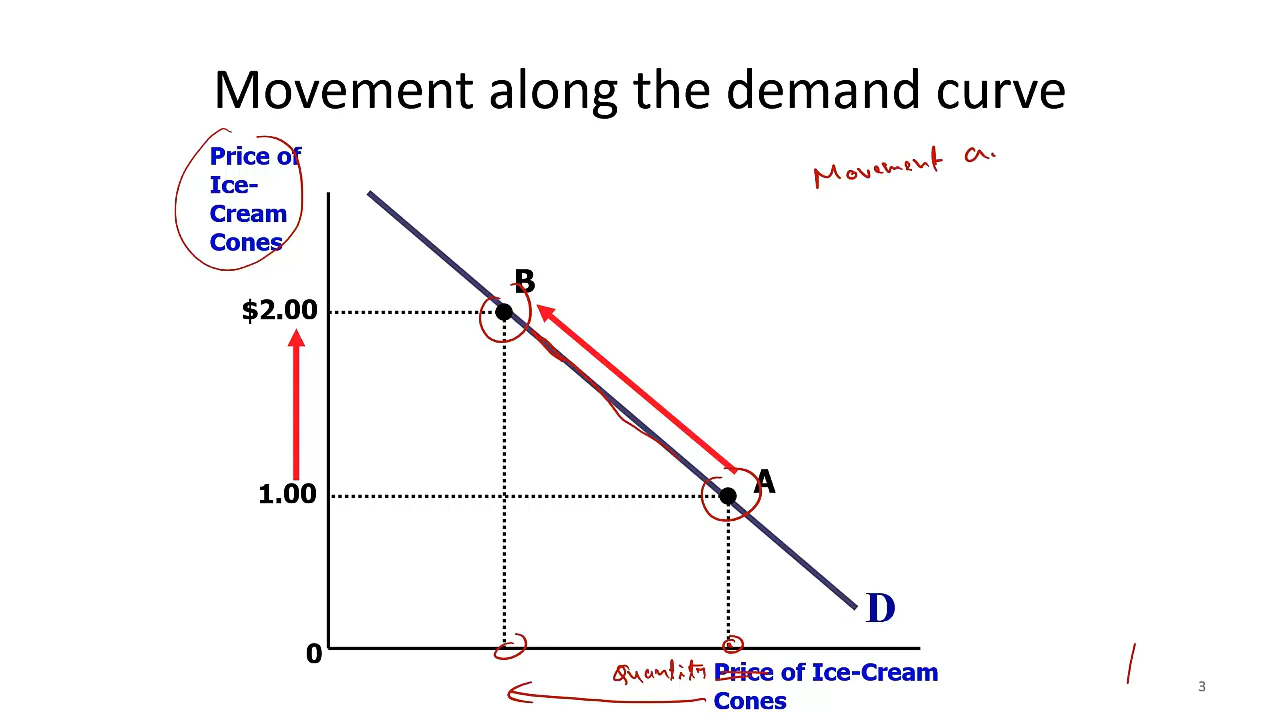 Movement along the demand curve
Price of
Ice-
Cream
Cones
Movement a.
B
$2.00
A
1.00
D
0
Quantity Price of Ice-Cream
Cones
3